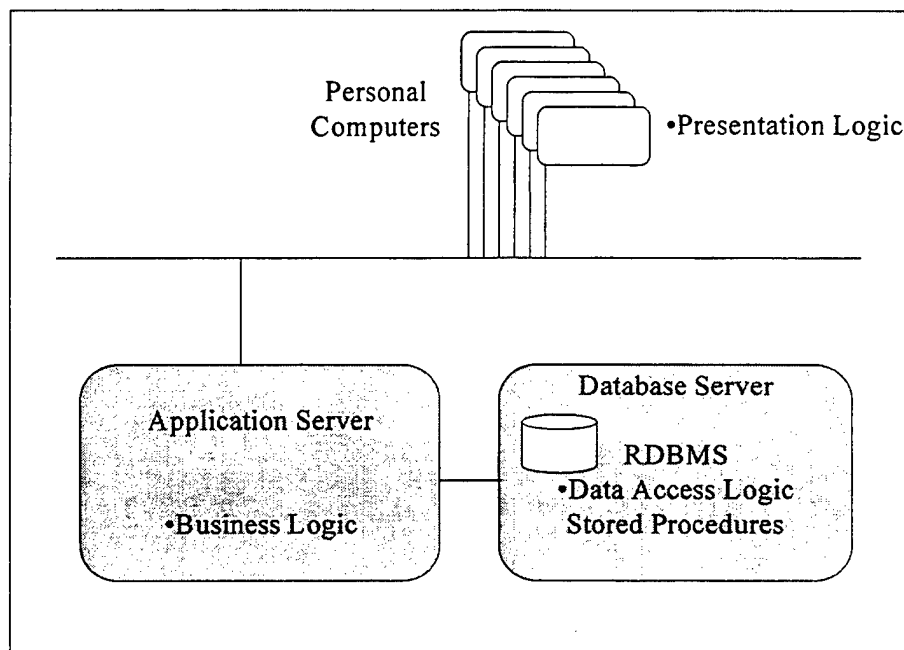 Personal
Computers
•Presentation Logic
Application Server
•Business Logic
Database Server
RDBMS
•Data Access Logic
Stored Procedures